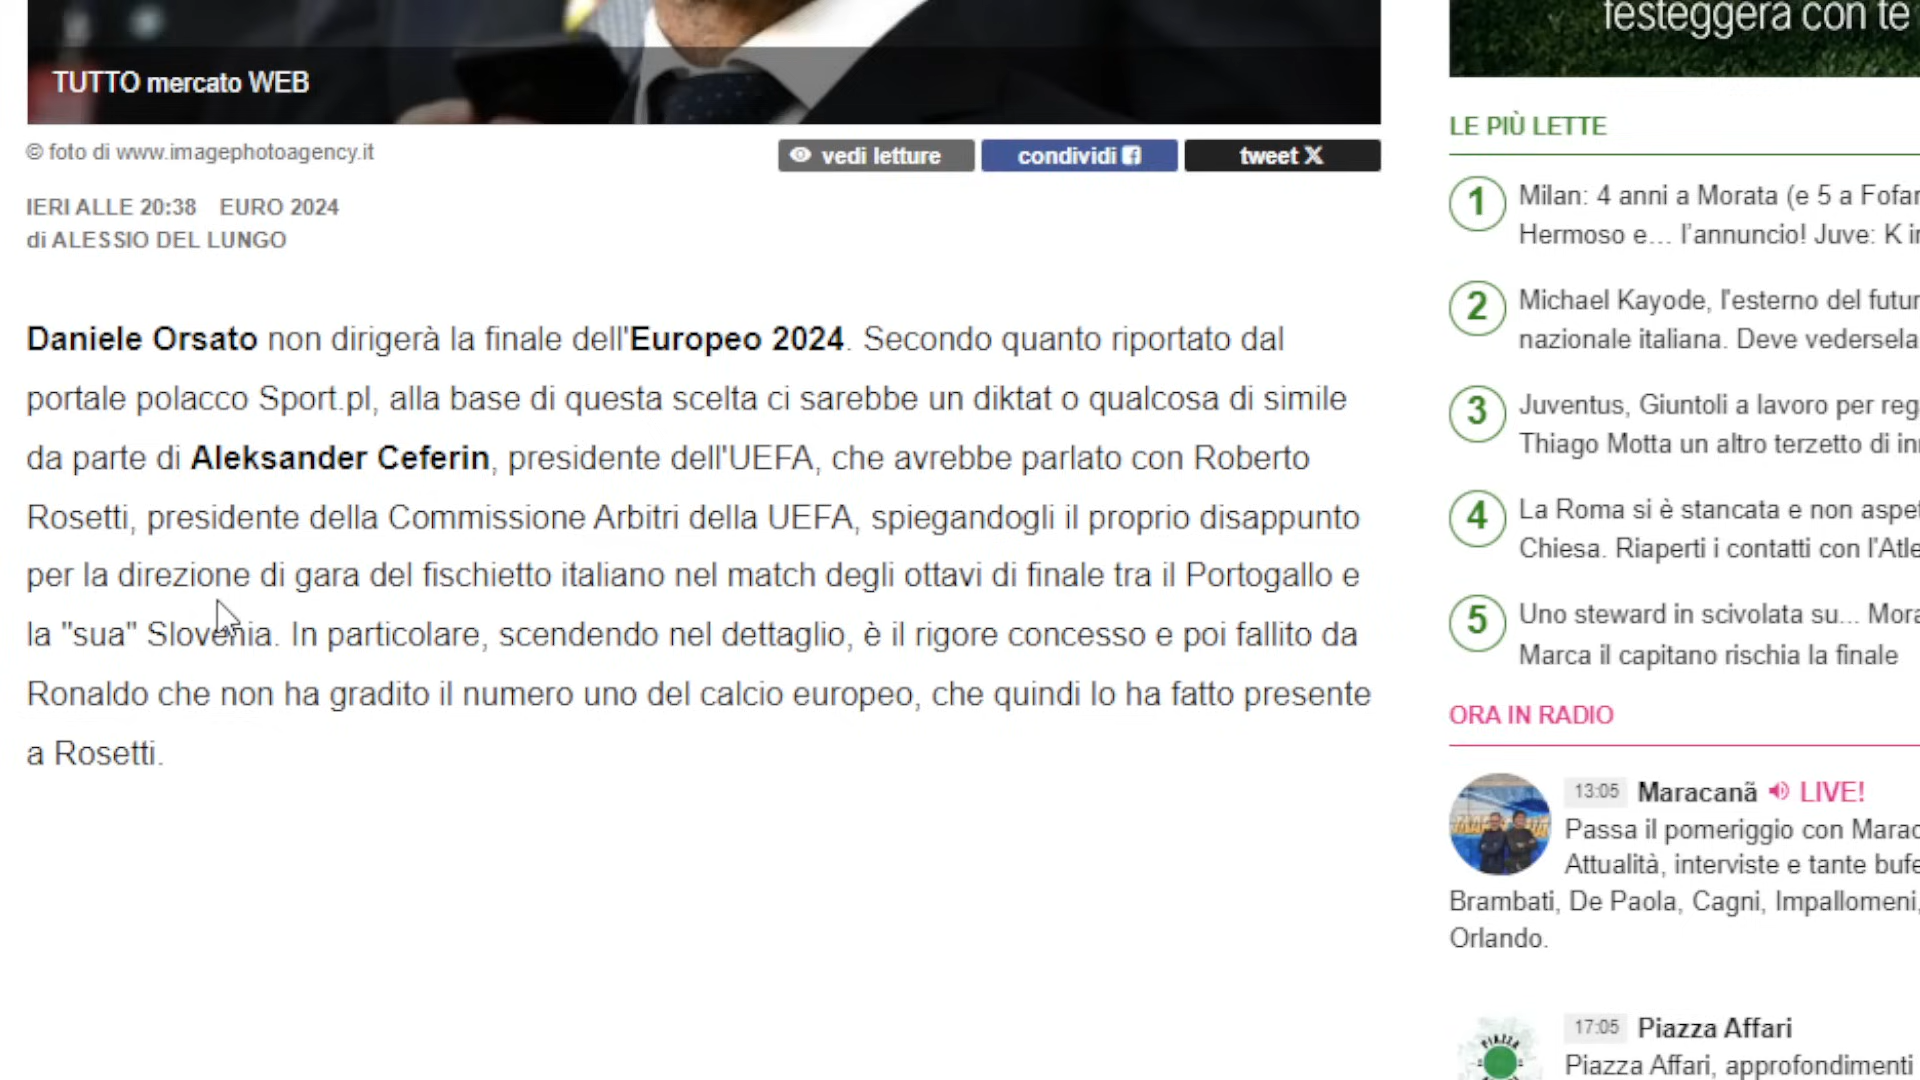 festeggerà con te
TUTTO mercato WEB
LE PIÙ LETTE
© foto di www.imagephotoagency.it
vedi letture
condividi
tweet X
IERI ALLE 20:38 EURO 2024
di ALESSIO DEL LUNGO
Daniele Orsato non dirigerà la finale dell'Europeo 2024. Secondo quanto riportato dal
portale polacco Sport.pl, alla base di questa scelta ci sarebbe un diktat o qualcosa di simile
da parte di Aleksander Ceferin, presidente dell'UEFA, che avrebbe parlato con Roberto
Rosetti, presidente della Commissione Arbitri della UEFA, spiegandogli il proprio disappunto
per la direzione di gara del fischietto italiano nel match degli ottavi di finale tra il Portogallo e
la "sua" Slovenia. In particolare, scendendo nel dettaglio, è il rigore concesso e poi fallito da
Ronaldo che non ha gradito il numero uno del calcio europeo, che quindi lo ha fatto presente
a Rosetti.
1 Milan: 4 anni a Morata (e 5 a
Hermoso e... l'annuncio! Juve: K
2 Michael Kayode, l'esterno del
nazionale italiana. Deve vedersela
3 Juventus, Giuntoli a lavoro per
Thiago Motta un altro terzetto di
4 La Roma si è stancata e non
Chiesa. Riaperti i contatti con
5 Uno steward in scivolata su...
Marca il capitano rischia la finale
ORA IN RADIO
13:05 Maracanã LIVE!
Passa il pomeriggio con
Attualità, interviste e tante
Brambati, De Paola, Cagni, Impallomeni,
Orlando.
17:05 Piazza Affari
Piazza Affari, approfondimenti
PIAZZA